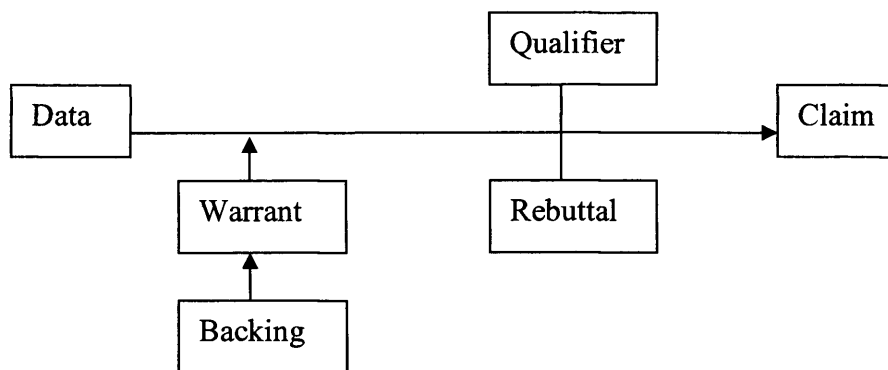 Qualifier
Data
Claim
Warrant
Rebuttal
Backing